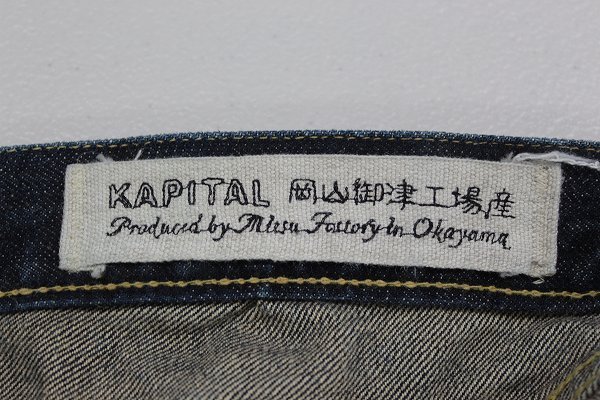 KAPITAL 岡山御津工場産
Produced by Mitsu Factory in Okayama